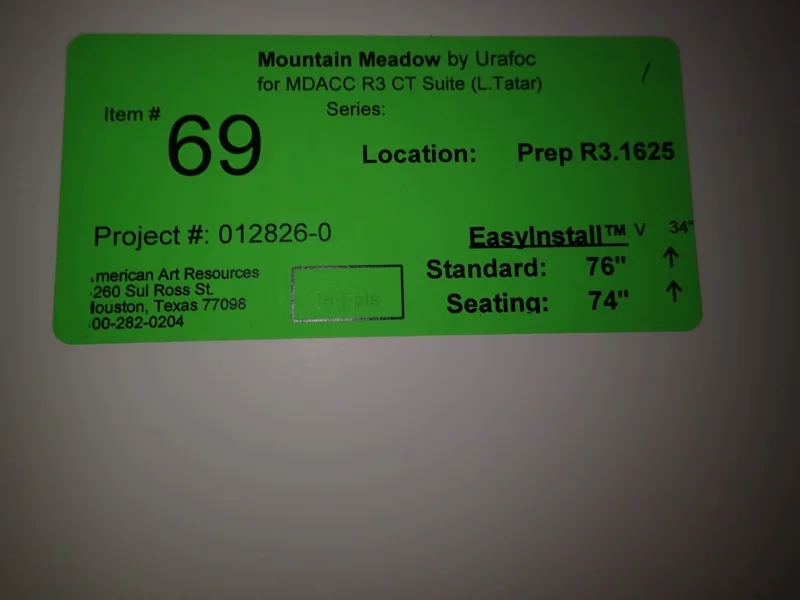 Mountain Meadow by Urafoc
for MDACC R3 CT Suite (L.Tatar)
Series:
Item # 69
Location: Prep R3.1625
Project #: 012826-0
merican Art Resources
260 Sul Ross St.
ouston, Texas 77098
00-282-0204
EasyInstall™ V 34"
Standard: 76" ↑
Seating: 74" ↑